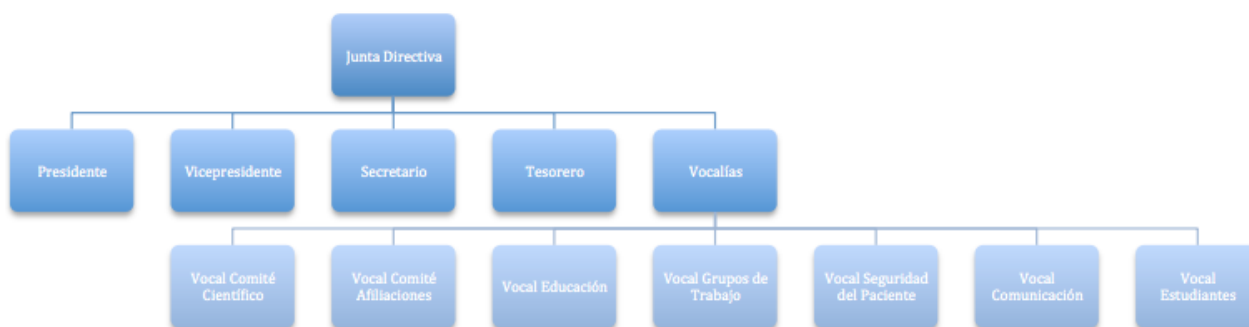 Junta Directiva
Presidente
Vicepresidente
Secretario
Tesorero
Vocalías
Vocal Comité
Científico
Vocal Comité
Afiliaciones
Vocal Educación
Vocal Grupos de
Trabajo
Vocal Seguridad
del Paciente
Vocal
Comunicación
Vocal
Estudiantes